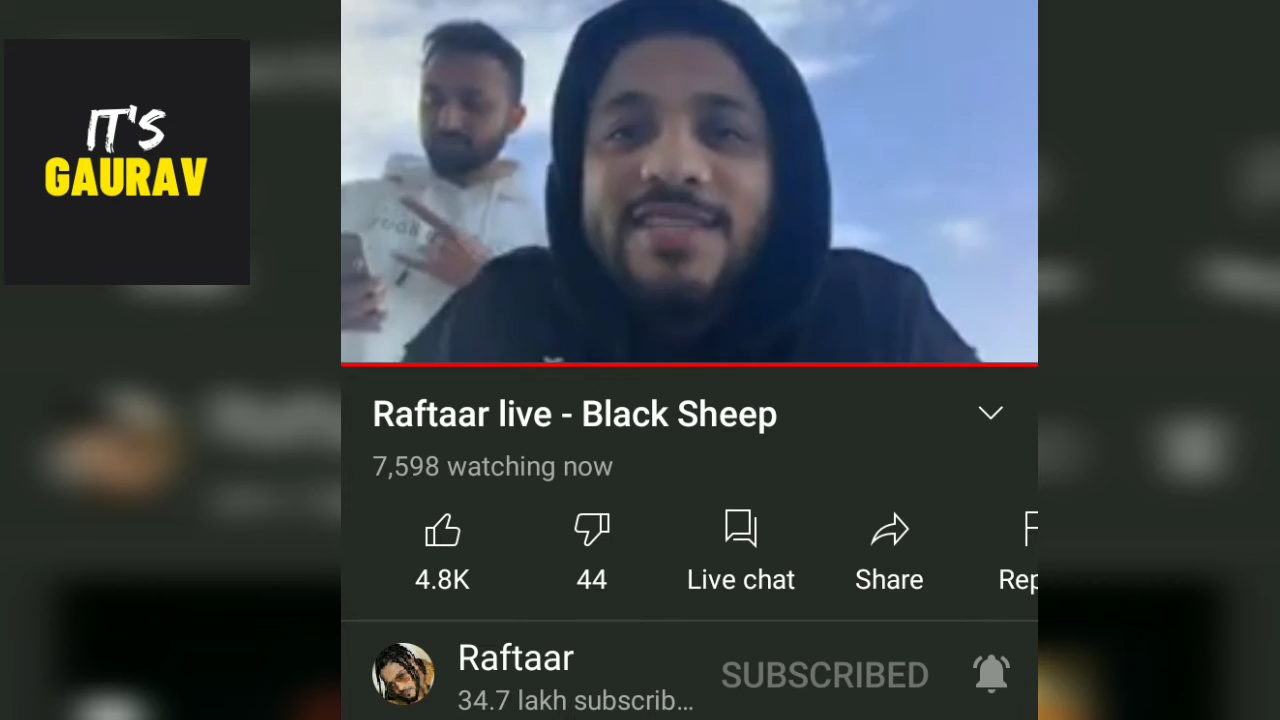 IT'S
GAURAV
Raftaar live - Black Sheep
7,598 watching now
4.8K
44
Live chat
Share
Rep
Raftaar
34.7 lakh subscrib...
SUBSCRIBED